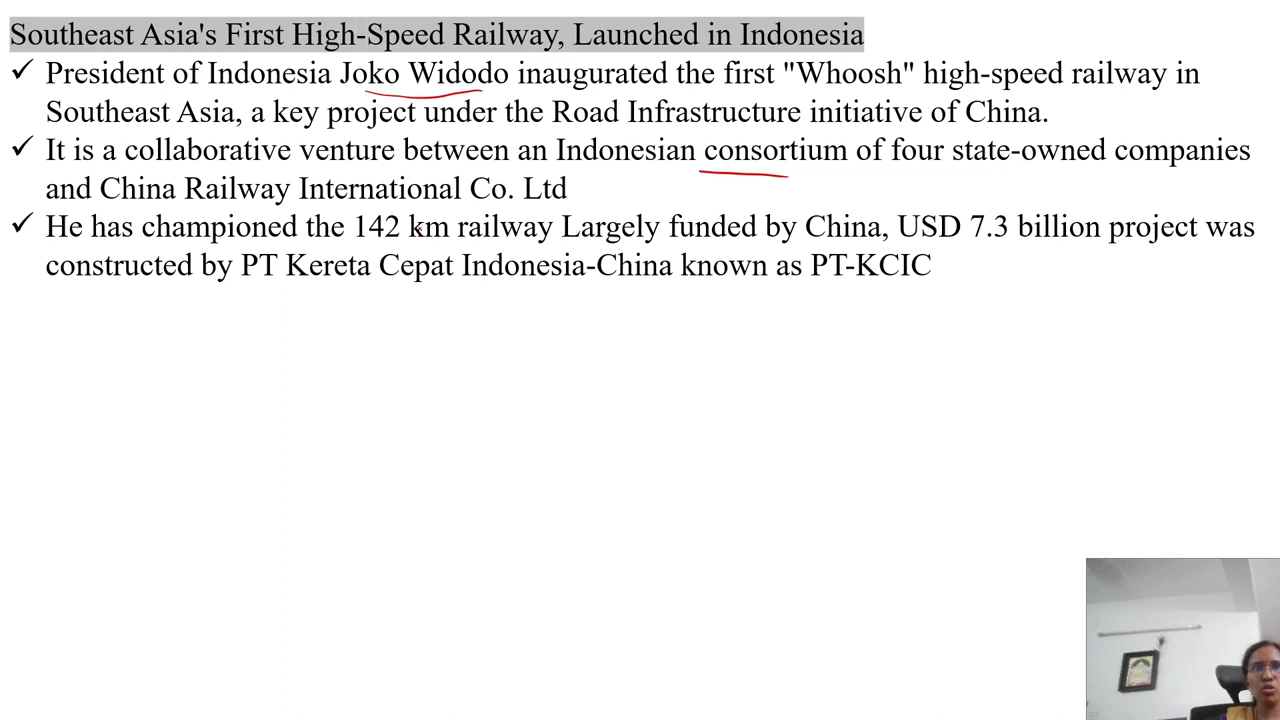 Southeast Asia's First High-Speed Railway, Launched in Indonesia
✓ President of Indonesia Joko Widodo inaugurated the first "Whoosh" high-speed railway in
Southeast Asia, a key project under the Road Infrastructure initiative of China.
✓ It is a collaborative venture between an Indonesian consortium of four state-owned companies
and China Railway International Co. Ltd
✓ He has championed the 142 km railway Largely funded by China, USD 7.3 billion project was
constructed by PT Kereta Cepat Indonesia-China known as PT-KCIC